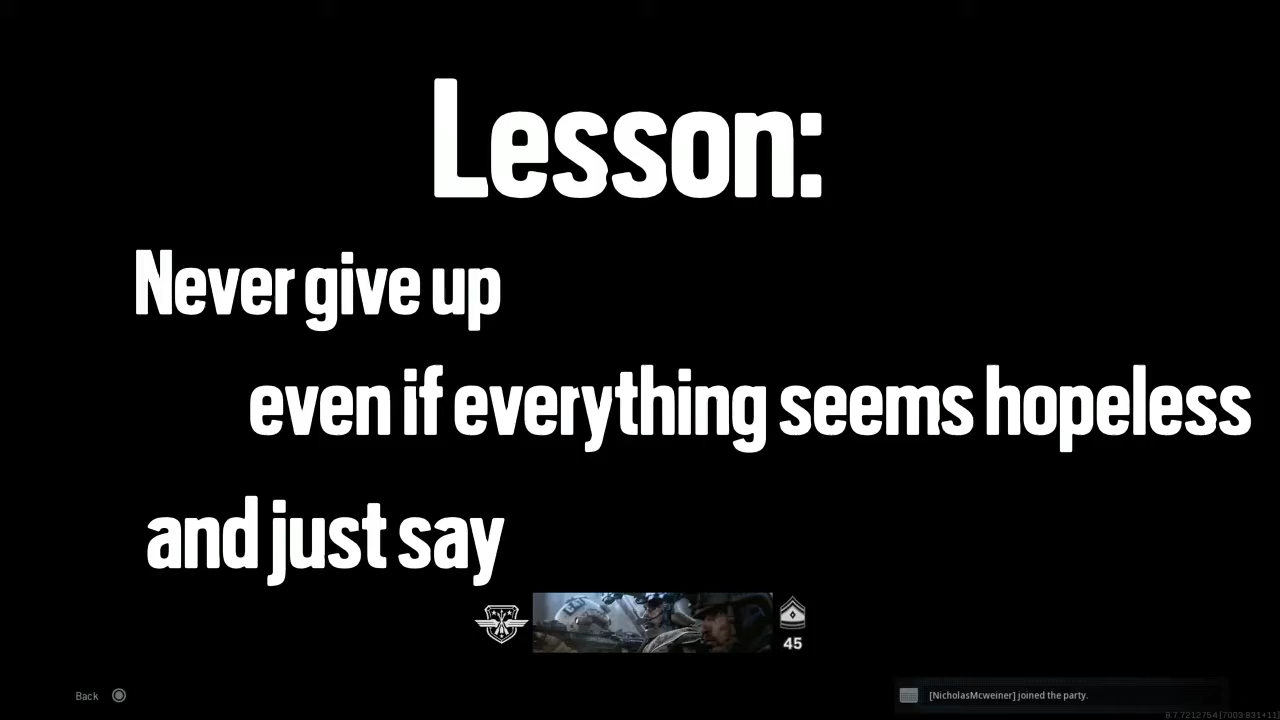 Lesson:
Never give up
even if everything seems hopeless
and just say
45
Back
[NicholasMcweiner] joined the party.